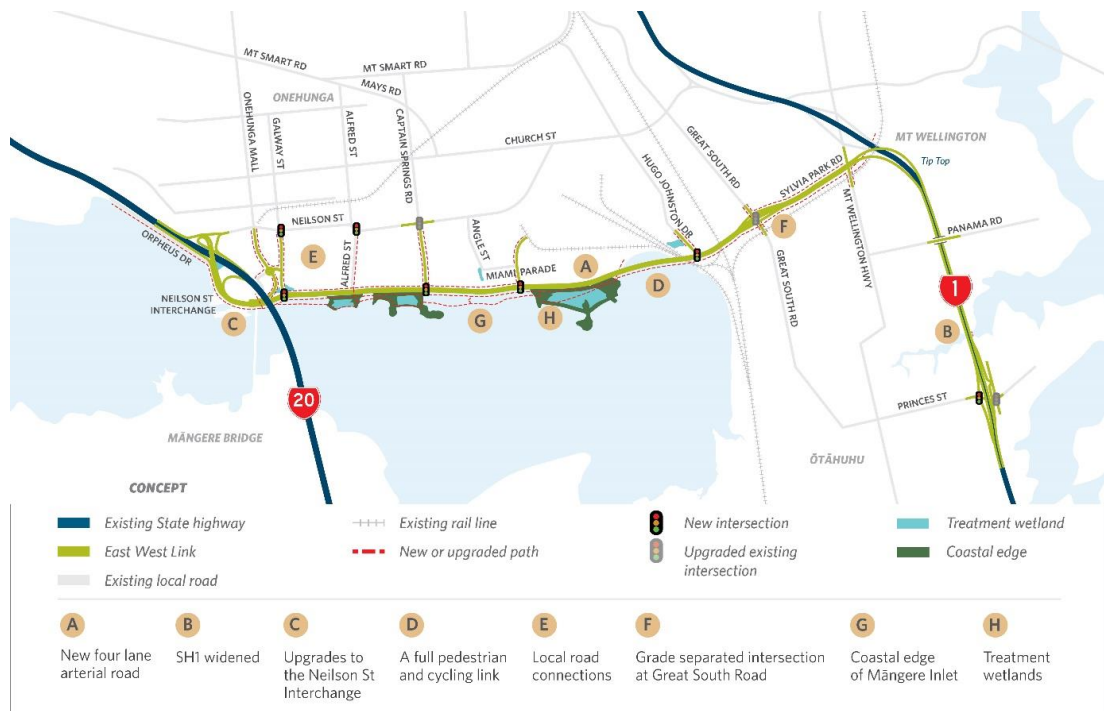 MT SMART RD
MT SMART RD
MAYS RD
ONEHUNGA
ONEHUNGA MALL
GALWAY ST
ALFRED ST
CAPTAIN SPRINGS RD
CHURCH ST
GREAT SOUTH RD
HUGO JOHNSTON DR
SYLVIA PARK RD
MT WELLINGTON
Tip Top
MT WELLINGTON HWY
PANAMA RD
NEILSON ST
ORPHEUS DR
E
ALFRED ST
ANGLE ST
MIAMI PARADE
A
D
F
GREAT SOUTH RD
NEILSON ST
INTERCHANGE
C
G
H
1
B
20
PRINCES ST
MĀNGERE BRIDGE
ŌTĀHUHU
CONCEPT
Existing State highway
East West Link
Existing local road
Existing rail line
New or upgraded path
New intersection
Upgraded existing
intersection
Treatment wetland
Coastal edge
A
New four lane
arterial road
B
SH1 widened
C
Upgrades to
the Neilson St
Interchange
D
A full pedestrian
and cycling link
E
Local road
connections
F
Grade separated intersection
at Great South Road
G
Coastal edge
of Māngere Inlet
H
Treatment
wetlands